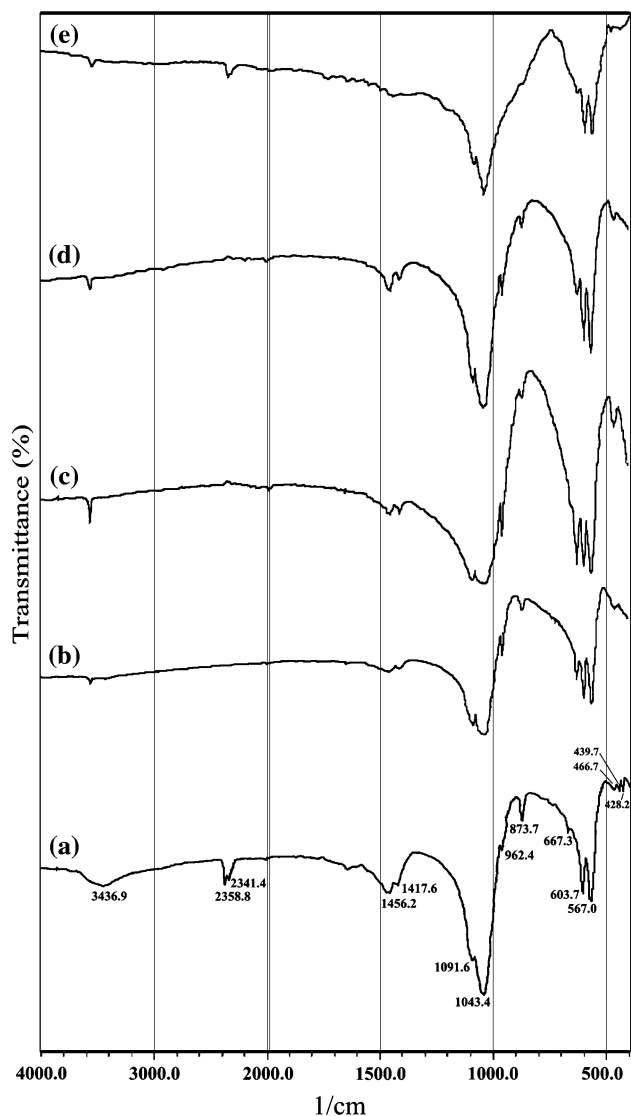 (e)
(d)
(c)
(b)
(a)
Transmittance (%)
439.7
466.7
428.2
873.7
667.3
962.4
2341.4
3436.9
2358.8
1417.6
1456.2
603.7
567.0
1091.6
1043.4
4000.0 3000.0 2000.0 1500.0 1000.0 500.0
1/cm